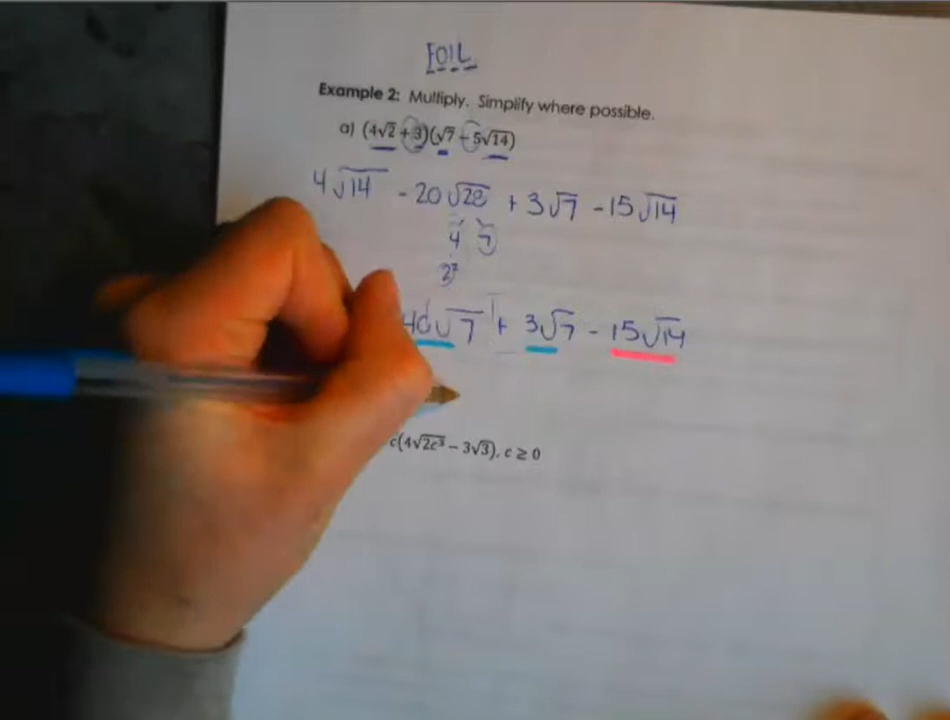 FOIL
Example 2: Multiply. Simplify where possible.
a) (4√2 + 3)(√7 − 5√14)
4√14 - 20√28 + 3√7 - 15√14
4 7
2²
40√7 + 3√7 - 15√14
c(4√2c³ − 3√3), c ≥ 0